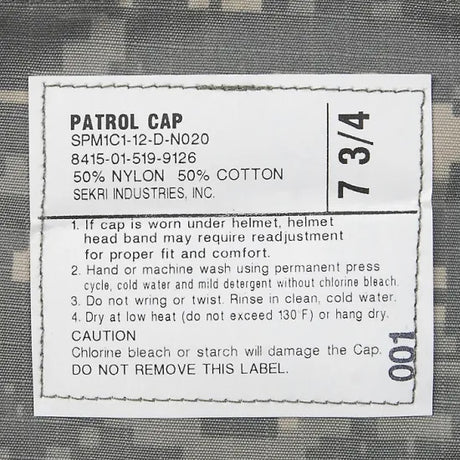 PATROL CAP
SPM1C1-12-D-N020
8415-01-519-9126
50% NYLON 50% COTTON
SEKRI INDUSTRIES, INC.
7 3/4
1. If cap is worn under helmet, helmet
head band may require readjustment
for proper fit and comfort.
2. Hand or machine wash using permanent press
cycle, cold water and mild detergent without chlorine bleach.
3. Do not wring or twist. Rinse in clean, cold water.
4. Dry at low heat (do not exceed 130°F) or hang dry.
CAUTION
Chlorine bleach or starch will damage the Cap.
DO NOT REMOVE THIS LABEL.
001